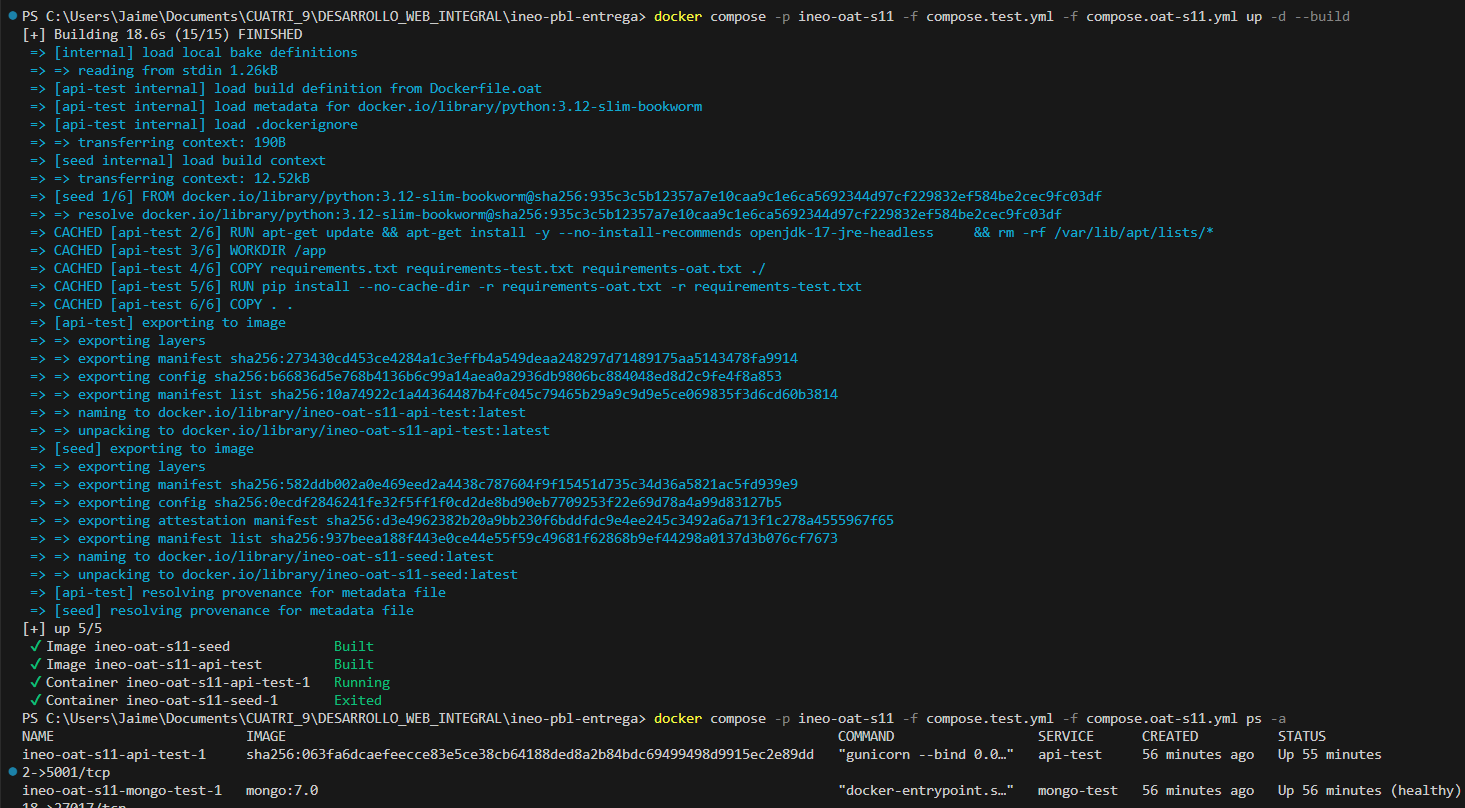 PS C:\Users\Jaime\Documents\CUATRI_9\DESARROLLO_WEB_INTEGRAL\ineo-pbl-entrega> docker compose -p ineo-oat-s11 -f compose.test.yml -f compose.oat-s11.yml up -d --build
[+] Building 18.6s (15/15) FINISHED
=> [internal] load local bake definitions
=> => reading from stdin 1.26kB
=> [api-test internal] load build definition from Dockerfile.oat
=> [api-test internal] load metadata for docker.io/library/python:3.12-slim-bookworm
=> [api-test internal] load .dockerignore
=> => transferring context: 190B
=> [seed internal] load build context
=> => transferring context: 12.52kB
=> [seed 1/6] FROM docker.io/library/python:3.12-slim-bookworm@sha256:935c3c5b12357a7e10caa9c1e6ca5692344d97cf229832ef584be2cec9fc03df
=> => resolve docker.io/library/python:3.12-slim-bookworm@sha256:935c3c5b12357a7e10caa9c1e6ca5692344d97cf229832ef584be2cec9fc03df
=> CACHED [api-test 2/6] RUN apt-get update && apt-get install -y --no-install-recommends openjdk-17-jre-headless     && rm -rf /var/lib/apt/lists/*
=> CACHED [api-test 3/6] WORKDIR /app
=> CACHED [api-test 4/6] COPY requirements.txt requirements-test.txt requirements-oat.txt ./
=> CACHED [api-test 5/6] RUN pip install --no-cache-dir -r requirements-oat.txt -r requirements-test.txt
=> CACHED [api-test 6/6] COPY . .
=> [api-test] exporting to image
=> => exporting layers
=> => exporting manifest sha256:273430cd453ce4284a1c3effb4a549deaa248297d71489175aa5143478fa9914
=> => exporting config sha256:b66836d5e768b4136b6c99a14aea0a2936db9806bc884048ed8d2c9fe4f8a853
=> => exporting manifest list sha256:10a74922c1a44364487b4fc045c79465b29a9c9d9e5ce069835f3d6cd60b3814
=> => naming to docker.io/library/ineo-oat-s11-api-test:latest
=> => unpacking to docker.io/library/ineo-oat-s11-api-test:latest
=> [seed] exporting to image
=> => exporting layers
=> => exporting manifest sha256:582ddb002a0e469eed2a4438c787604f9f15451d735c34d36a5821ac5fd939e9
=> => exporting config sha256:0ecdf2846241fe32f5ff1f0cd2de8bd90eb7709253f22e69d78a4a99d83127b5
=> => exporting attestation manifest sha256:d3e4962382b20a9bb230f6bddfdc9e4ee245c3492a6a713f1c278a4555967f65
=> => exporting manifest list sha256:937beea188f443e0ce44e55f59c49681f62868b9ef44298a0137d3b076cf7673
=> => naming to docker.io/library/ineo-oat-s11-seed:latest
=> => unpacking to docker.io/library/ineo-oat-s11-seed:latest
=> [api-test] resolving provenance for metadata file
=> [seed] resolving provenance for metadata file
[+] up 5/5
✓ Image ineo-oat-s11-seed Built
✓ Image ineo-oat-s11-api-test Built
✓ Container ineo-oat-s11-api-test-1 Running
✓ Container ineo-oat-s11-seed-1 Exited
PS C:\Users\Jaime\Documents\CUATRI_9\DESARROLLO_WEB_INTEGRAL\ineo-pbl-entrega> docker compose -p ineo-oat-s11 -f compose.test.yml -f compose.oat-s11.yml ps -a
NAME IMAGE COMMAND SERVICE CREATED STATUS
ineo-oat-s11-api-test-1 sha256:063fa6dcaefeecce83e5ce38cb64188ded8a2b84bdc69499498d9915ec2e89dd "gunicorn --bind 0.0…" api-test 56 minutes ago Up 55 minutes
2->5001/tcp
ineo-oat-s11-mongo-test-1 mongo:7.0 "docker-entrypoint.s…" mongo-test 56 minutes ago Up 56 minutes (healthy)
18->27017/tcp